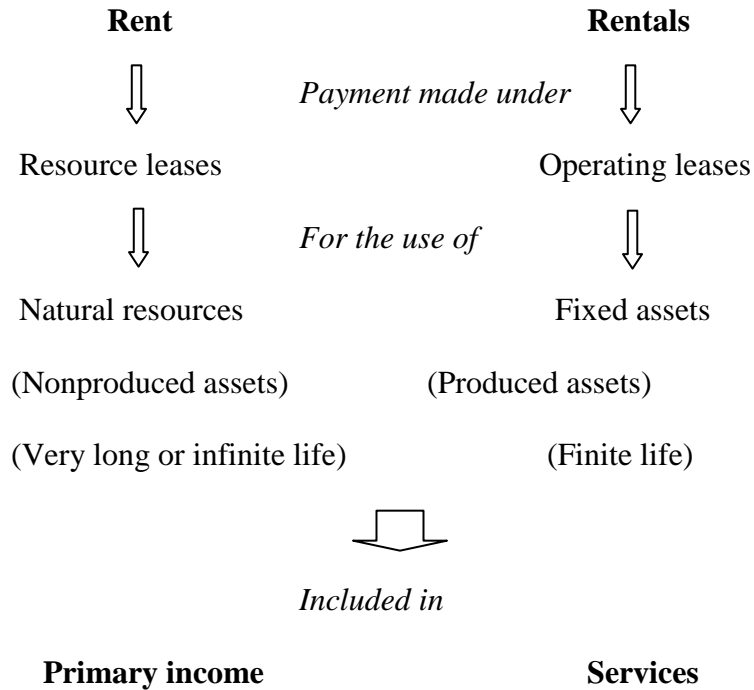 Rent Rentals
Payment made under
Resource leases Operating leases
For the use of
Natural resources Fixed assets
(Nonproduced assets) (Produced assets)
(Very long or infinite life) (Finite life)
Included in
Primary income Services